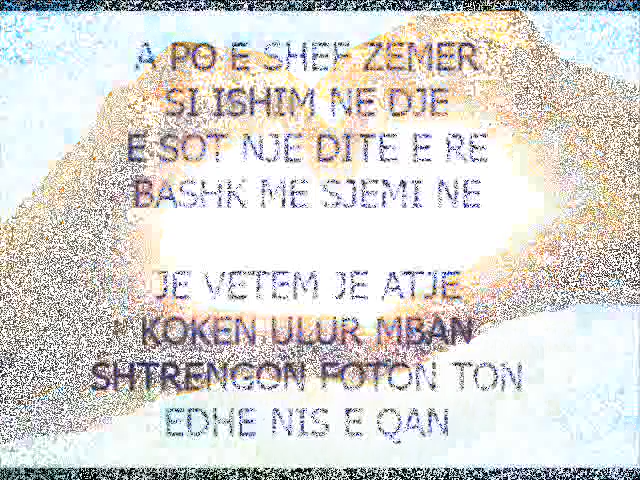 A PO E SHEF ZEMER
SI ISHIM NE DJE
E SOT NJE DITE E RE
BASHK ME SJEMI NE
JE VETEM JE ATJE
KOKEN ULUR MBAN
SHTRENGON FOTON TON
EDHE NIS E QAN